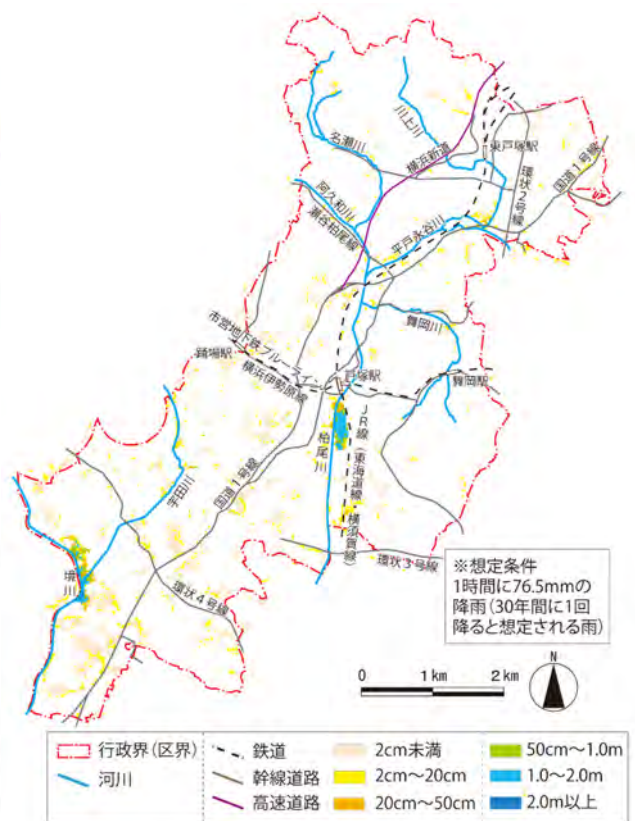 川上川
名瀬川
横浜新道
東戸塚駅
環状2号線
国道1号線
阿久和川
瀬谷柏尾線
平戸永谷川
舞岡川
市営地下鉄ブルーライン
踊場駅
横浜伊勢原線
戸塚駅
舞岡駅
柏尾川
JR線(東海道線・横須賀線)
国道1号線
宇田川
境川
環状4号線
環状3号線
※想定条件
1時間に76.5mmの
降雨(30年間に1回
降ると想定される雨)
0 1km 2km
N
行政界(区界)
河川
鉄道
幹線道路
高速道路
2cm未満
2cm～20cm
20cm～50cm
50cm～1.0m
1.0～2.0m
2.0m以上